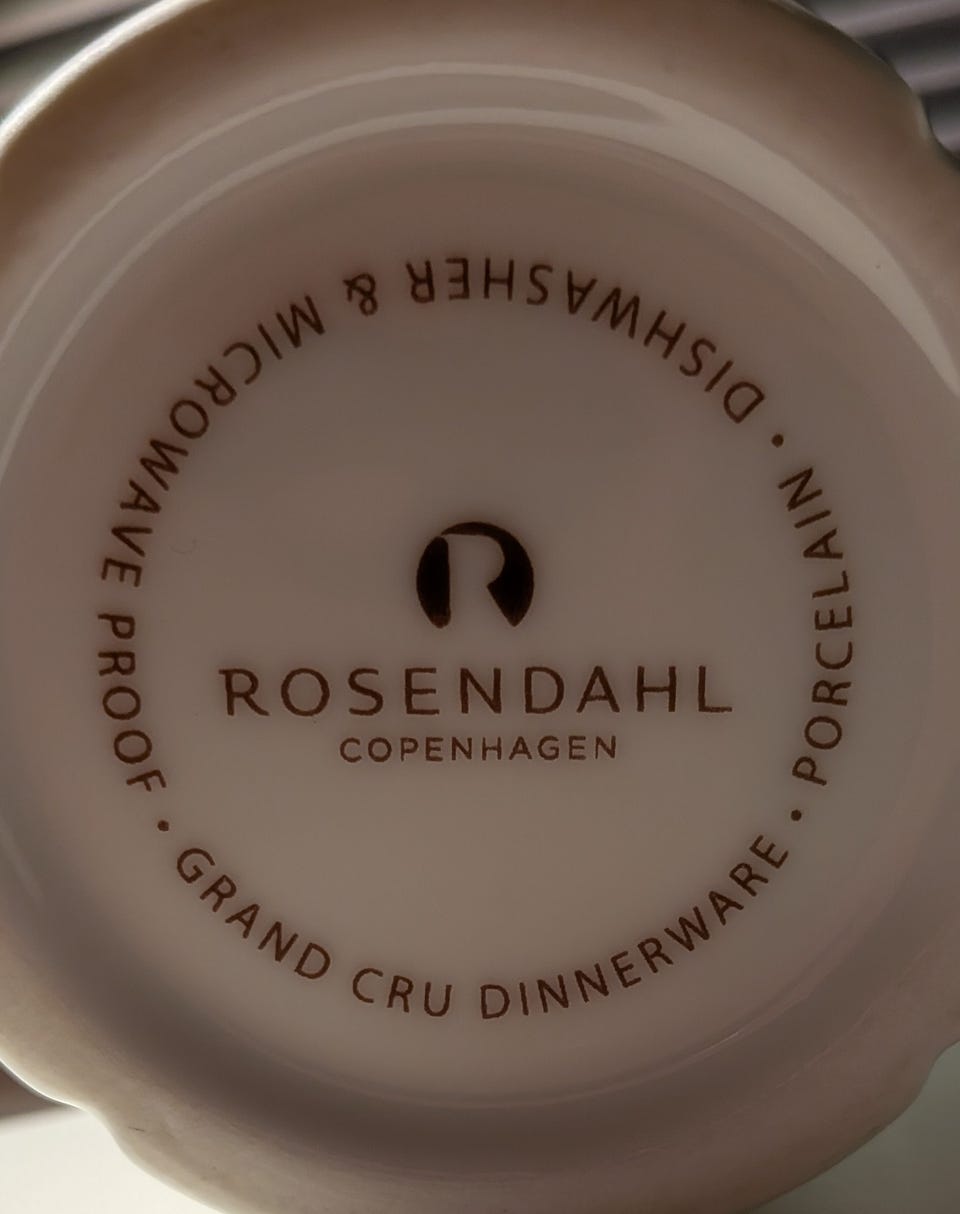 ROSENDAHL
COPENHAGEN
GRAND CRU DINNERWARE • PORCELAIN • DISHWASHER & MICROWAVE PROOF •